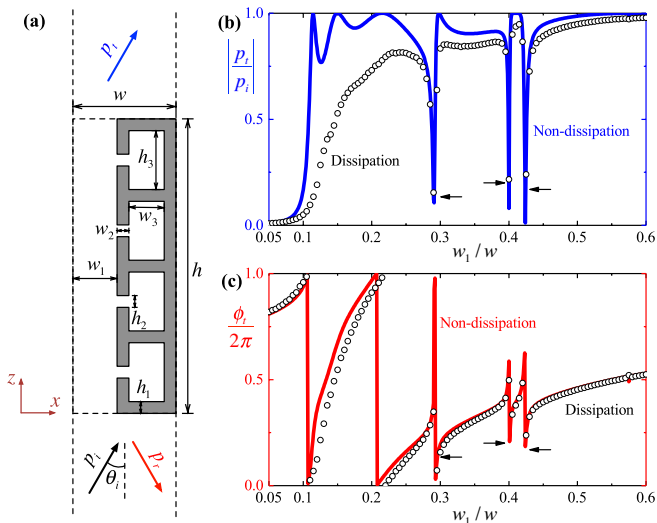 (a)
p_t
w
h_3
w_3
w_2
w_1
h
h_2
h_1
z
x
p_i
θ_i
p_r
(b)
|p_t/p_i|
1.0
0.5
0.0
Dissipation
Non-dissipation
0.05 0.1 0.2 0.3 0.4 0.5 0.6
w_1/w
(c)
ϕ_t/2π
1.0
0.5
0.0
Non-dissipation
Dissipation
0.05 0.1 0.2 0.3 0.4 0.5 0.6
w_1/w